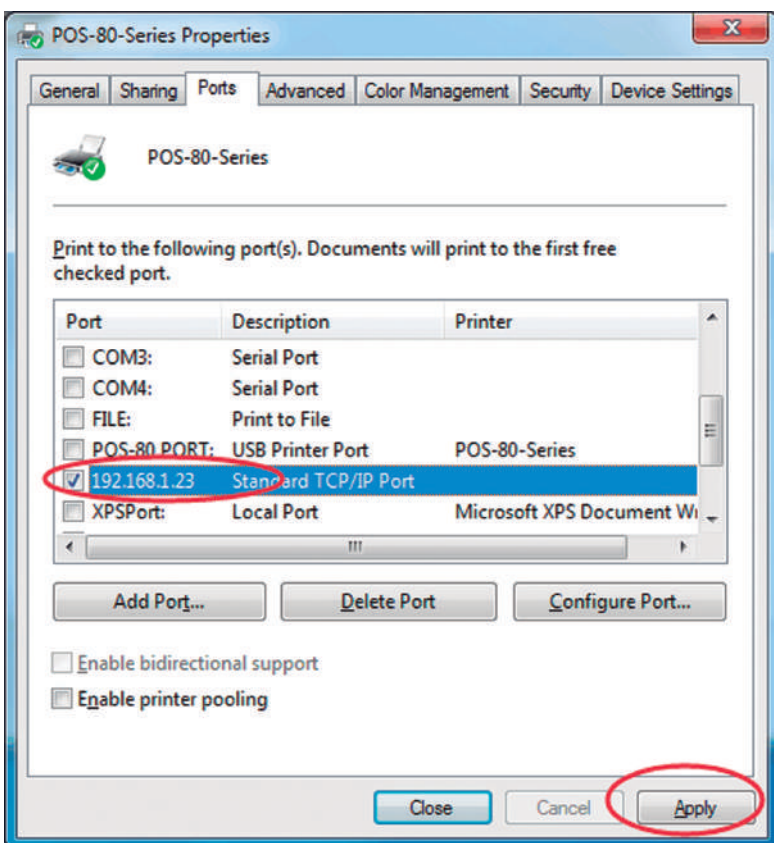 POS-80-Series Properties
General Sharing Ports Advanced Color Management Security Device Settings
POS-80-Series
Print to the following port(s). Documents will print to the first free
checked port.
Port Description Printer
COM3: Serial Port
COM4: Serial Port
FILE: Print to File
POS-80 PORT: USB Printer Port POS-80-Series
192.168.1.23 Standard TCP/IP Port
XPSPort: Local Port Microsoft XPS Document
Add Port... Delete Port Configure Port...
Enable bidirectional support
Enable printer pooling
Close Cancel Apply